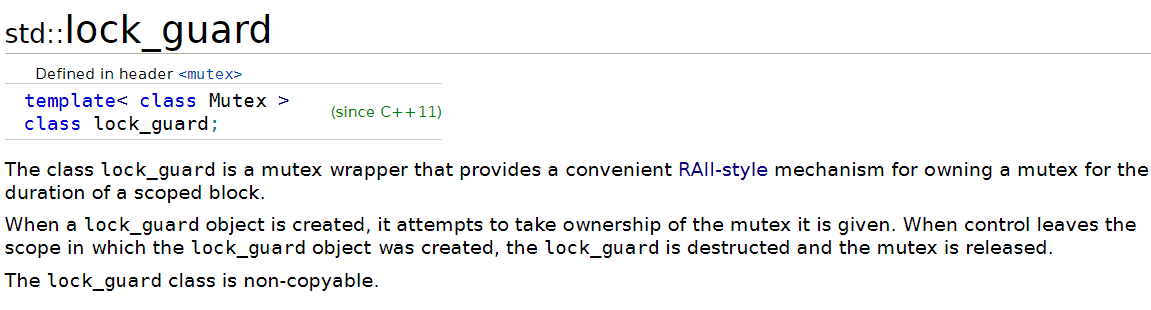 std::lock_guard
Defined in header <mutex>
template< class Mutex >
class lock_guard;
(since C++11)
The class lock_guard is a mutex wrapper that provides a convenient RAII-style mechanism for owning a mutex for the
duration of a scoped block.
When a lock_guard object is created, it attempts to take ownership of the mutex it is given. When control leaves the
scope in which the lock_guard object was created, the lock_guard is destructed and the mutex is released.
The lock_guard class is non-copyable.